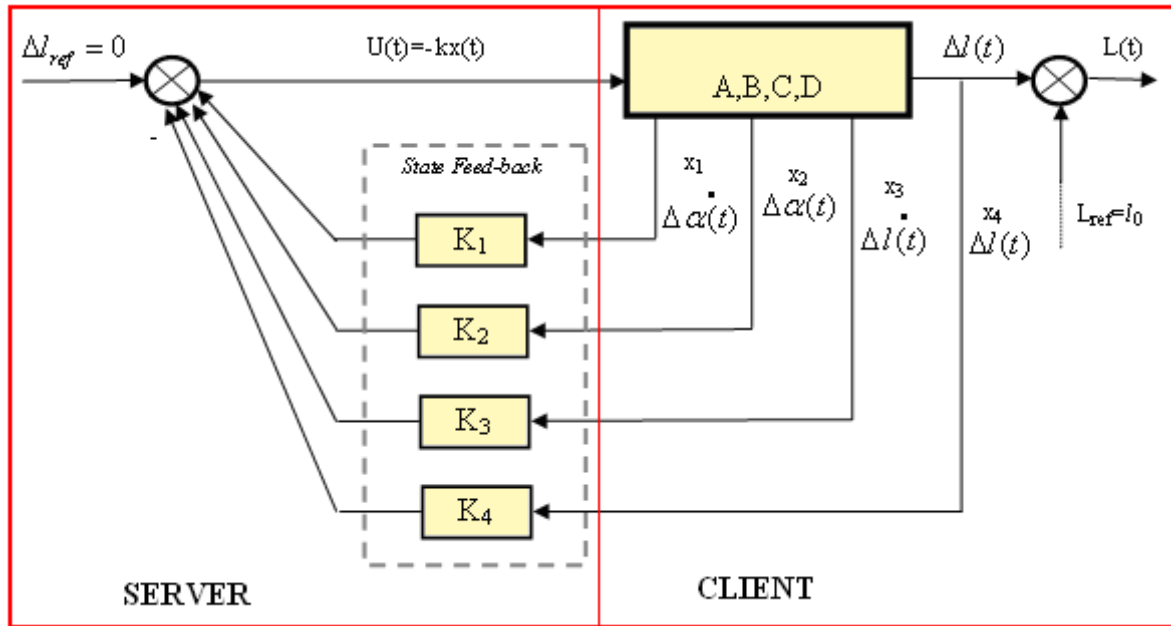 Δl_ref = 0
U(t)=-kx(t)
A,B,C,D
Δl(t)
L(t)
-
State Feed-back
x₁
Δα̇(t)
x₂
Δα(t)
x₃
Δl̇(t)
x₄
Δl(t)
L_ref=l₀
K₁
K₂
K₃
K₄
SERVER
CLIENT